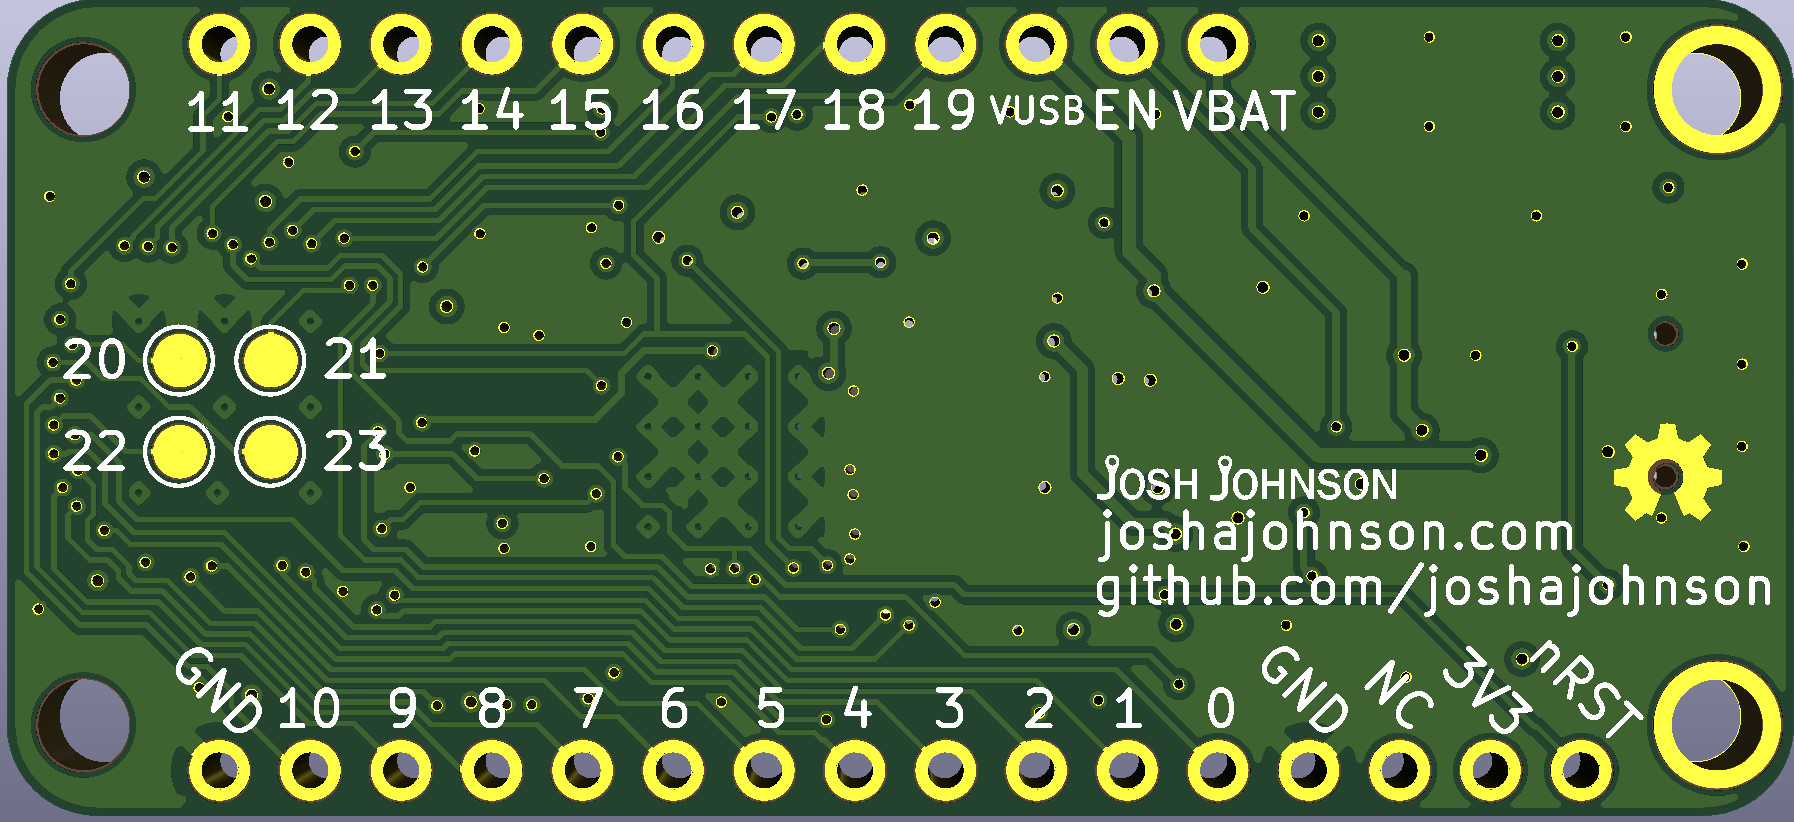 11 12 13 14 15 16 17 18 19 VUSB EN VBAT
20 21
22 23
JOSH JOHNSON
joshajohnson.com
github.com/joshajohnson
GND 10 9 8 7 6 5 4 3 2 1 0 GND NC 3V3 nRST